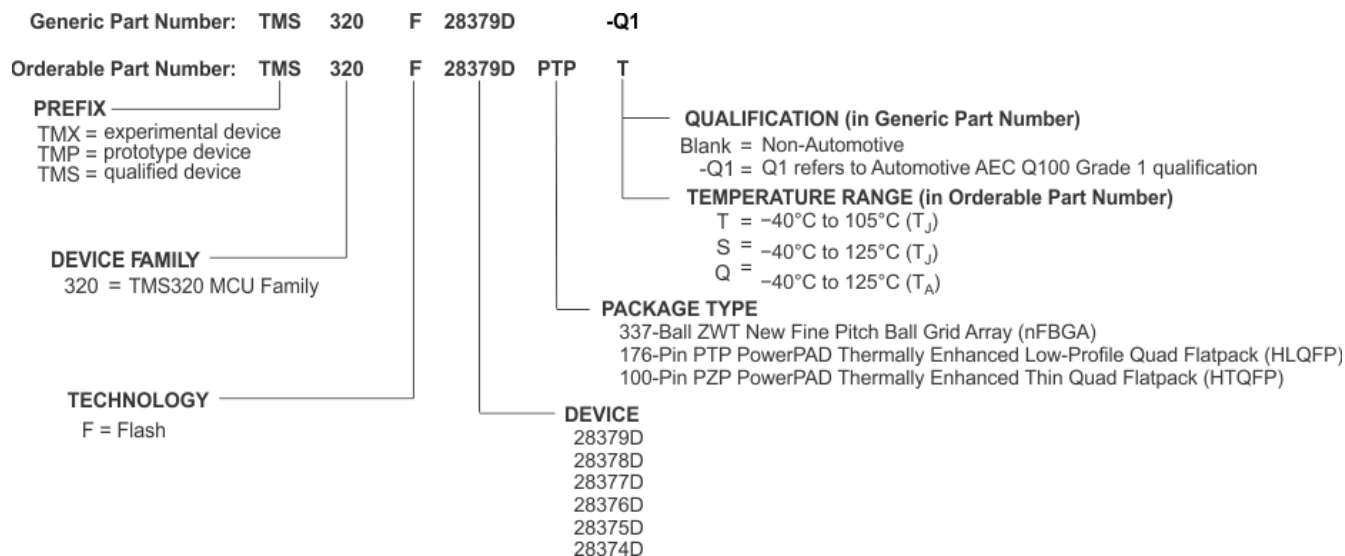 Generic Part Number: TMS 320 F 28379D -Q1
Orderable Part Number: TMS 320 F 28379D PTP T
PREFIX
TMX = experimental device
TMP = prototype device
TMS = qualified device
QUALIFICATION (in Generic Part Number)
Blank = Non-Automotive
-Q1 = Q1 refers to Automotive AEC Q100 Grade 1 qualification
TEMPERATURE RANGE (in Orderable Part Number)
T = −40°C to 105°C (TJ)
S = −40°C to 125°C (TJ)
Q = −40°C to 125°C (TA)
DEVICE FAMILY
320 = TMS320 MCU Family
PACKAGE TYPE
337-Ball ZWT New Fine Pitch Ball Grid Array (nFBGA)
176-Pin PTP PowerPAD Thermally Enhanced Low-Profile Quad Flatpack (HLQFP)
100-Pin PZP PowerPAD Thermally Enhanced Thin Quad Flatpack (HTQFP)
TECHNOLOGY
F = Flash
DEVICE
28379D
28378D
28377D
28376D
28375D
28374D